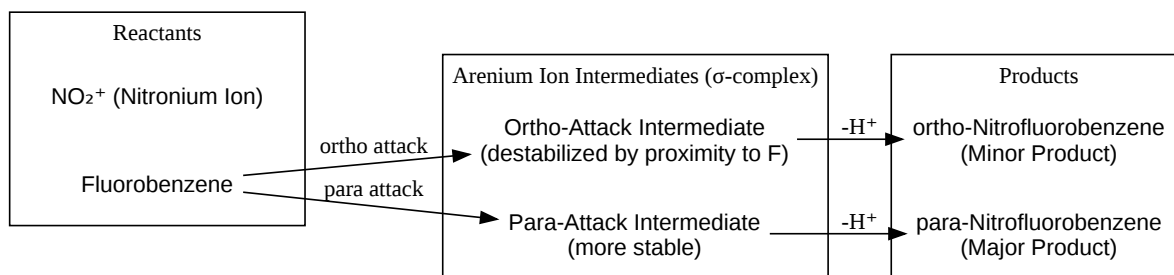 Reactants
NO₂⁺ (Nitronium Ion)
Fluorobenzene
ortho attack
para attack
Arenium Ion Intermediates (σ-complex)
Ortho-Attack Intermediate
(destabilized by proximity to F)
Para-Attack Intermediate
(more stable)
-H⁺
-H⁺
Products
ortho-Nitrofluorobenzene
(Minor Product)
para-Nitrofluorobenzene
(Major Product)